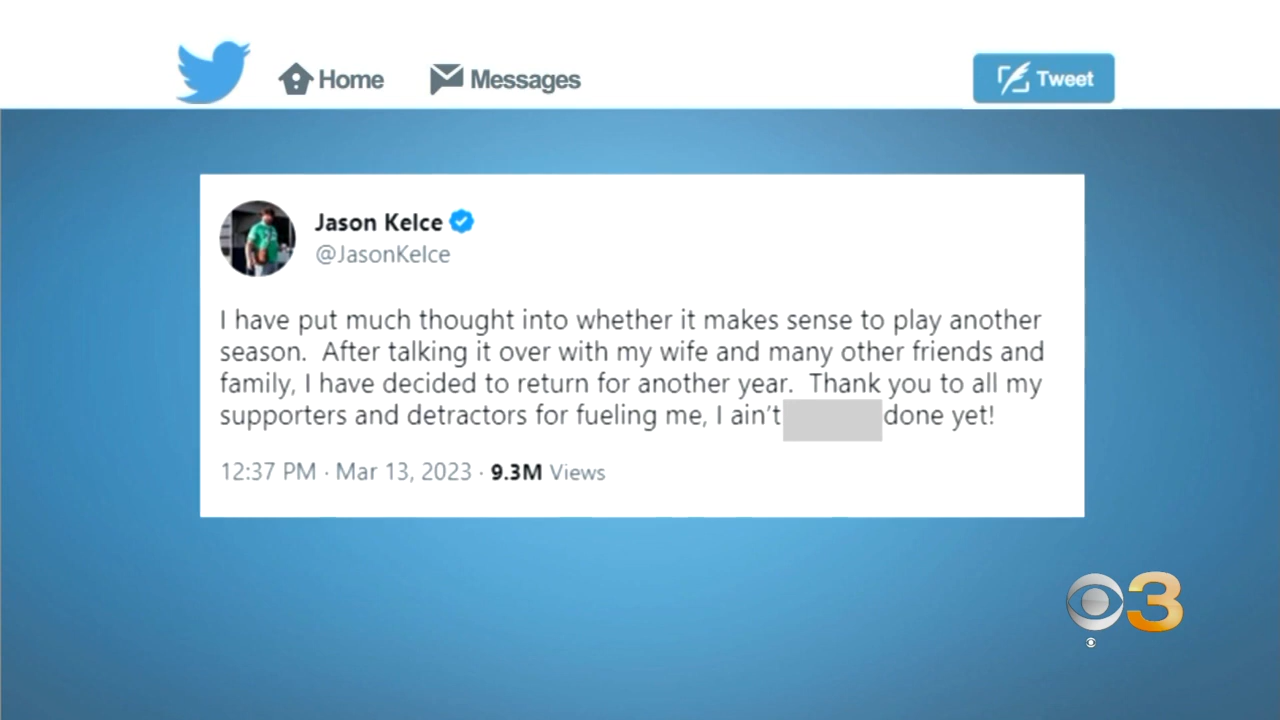 Home Messages Tweet
Jason Kelce
@JasonKelce
I have put much thought into whether it makes sense to play another
season.  After talking it over with my wife and many other friends and
family, I have decided to return for another year.  Thank you to all my
supporters and detractors for fueling me, I ain’t done yet!
12:37 PM · Mar 13, 2023 · 9.3M Views
3